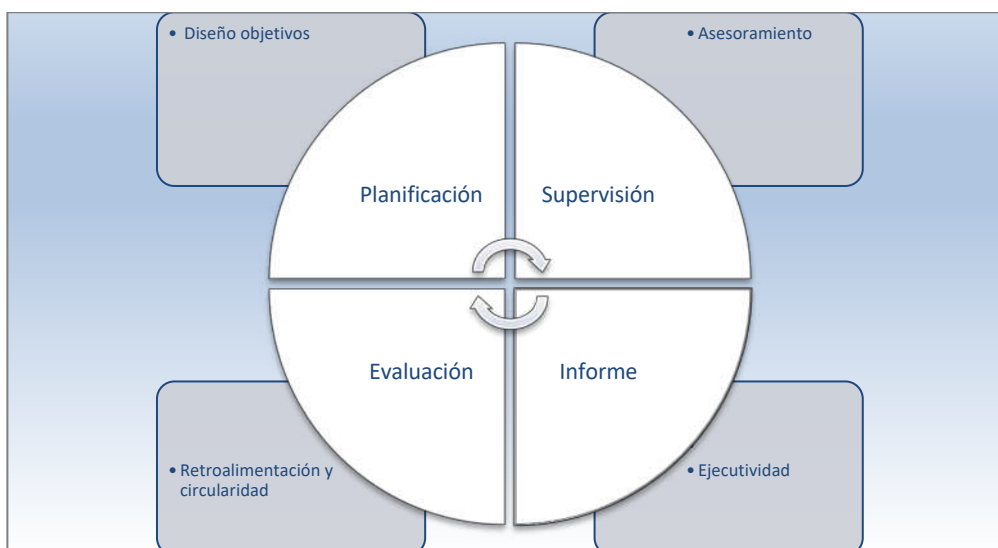 • Diseño objetivos
• Asesoramiento
Planificación
Supervisión
Evaluación
Informe
• Retroalimentación y
circularidad
• Ejecutividad